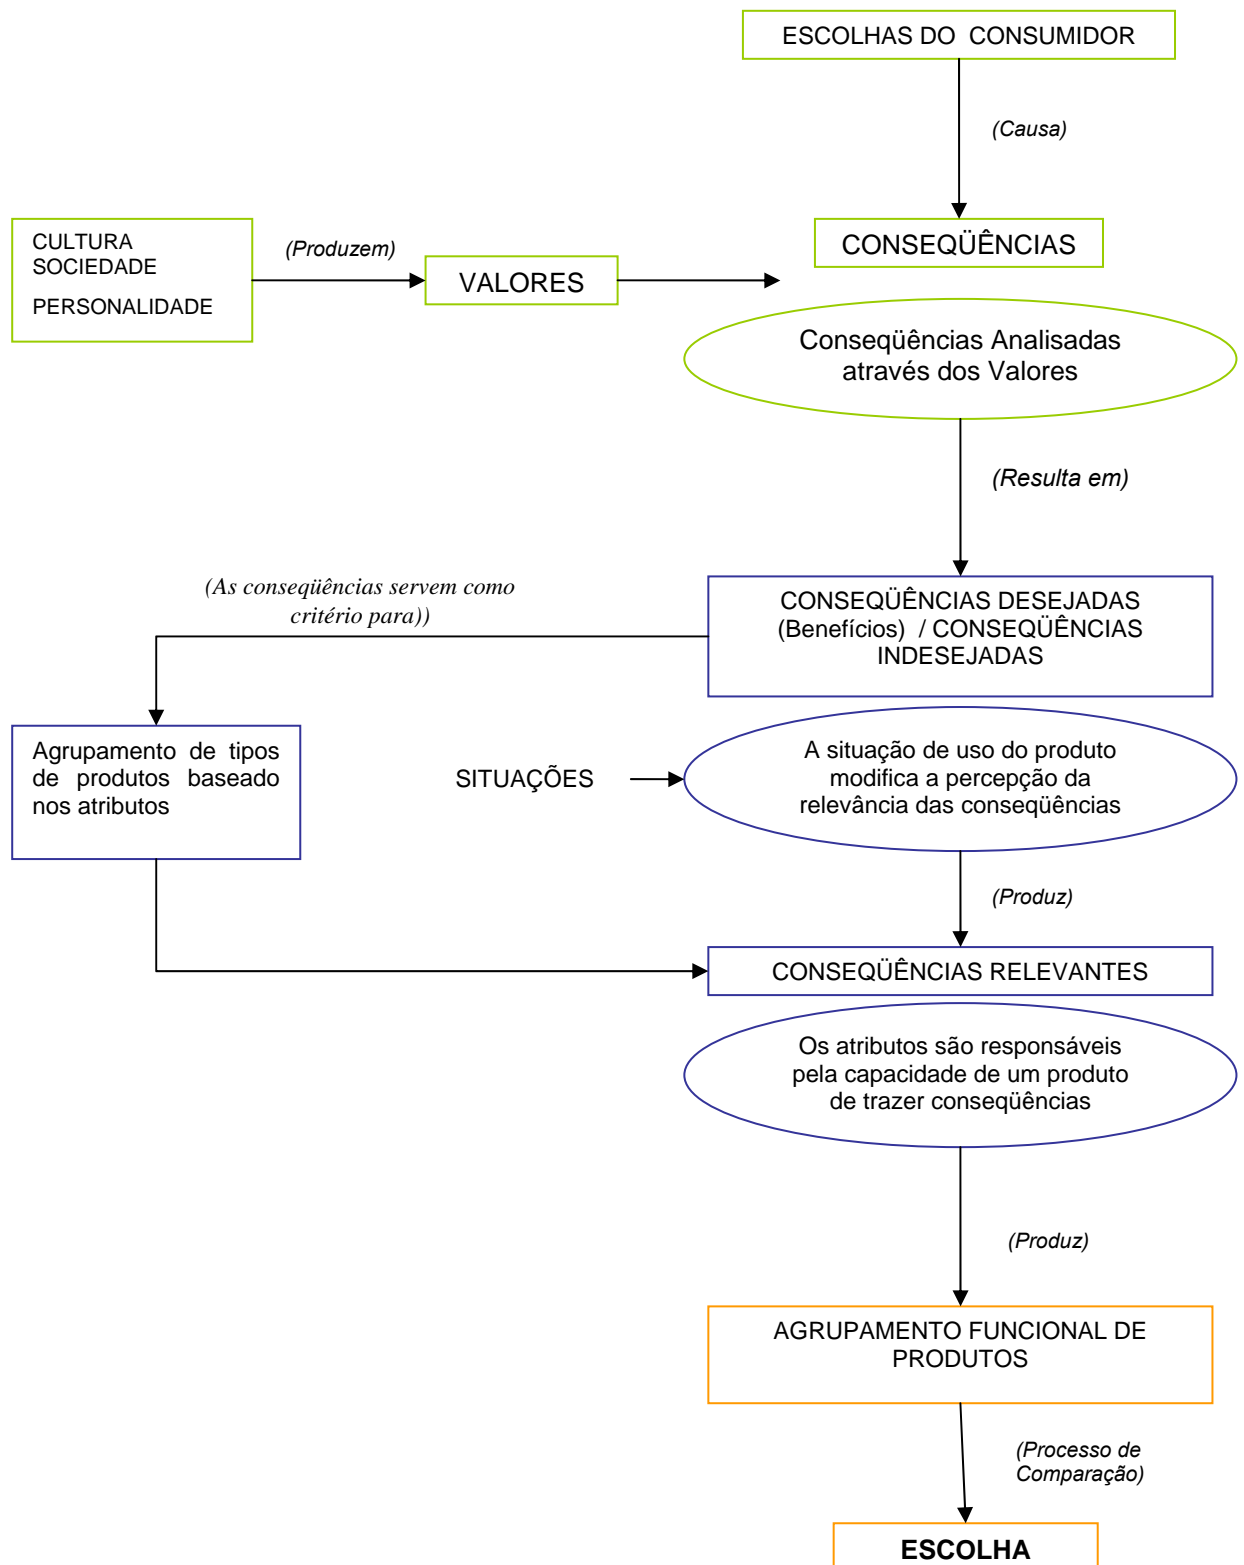 ESCOLHAS DO CONSUMIDOR
(Causa)
CULTURA
SOCIEDADE
PERSONALIDADE
(Produzem)
VALORES
CONSEQÜÊNCIAS
Conseqüências Analisadas
através dos Valores
(Resulta em)
(As conseqüências servem como
critério para))
CONSEQÜÊNCIAS DESEJADAS
(Benefícios) / CONSEQÜÊNCIAS
INDESEJADAS
Agrupamento de tipos
de produtos baseado
nos atributos
SITUAÇÕES
A situação de uso do produto
modifica a percepção da
relevância das conseqüências
(Produz)
CONSEQÜÊNCIAS RELEVANTES
Os atributos são responsáveis
pela capacidade de um produto
de trazer conseqüências
(Produz)
AGRUPAMENTO FUNCIONAL DE
PRODUTOS
(Processo de
Comparação)
ESCOLHA